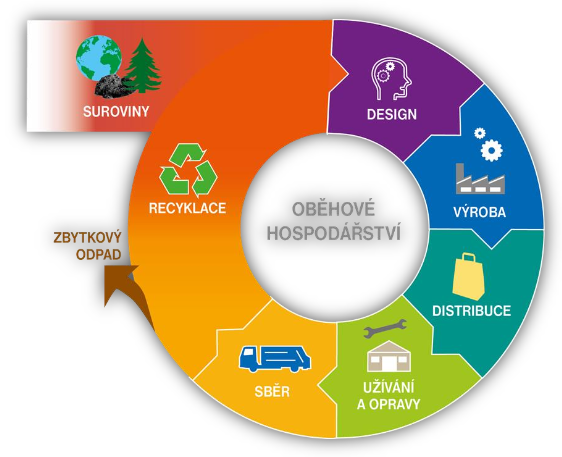 SUROVINY
DESIGN
VÝROBA
DISTRIBUCE
UŽÍVÁNÍ
A OPRAVY
SBĚR
RECYKLACE
ZBYTKOVÝ
ODPAD
OBĚHOVÉ
HOSPODÁŘSTVÍ